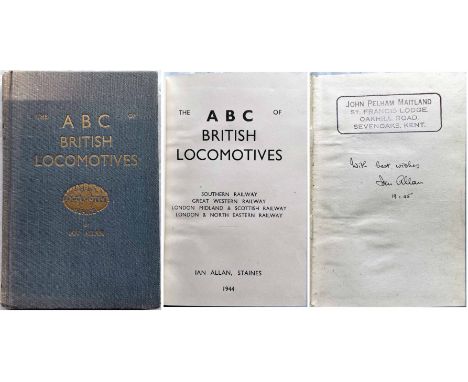 THE ABC OF
BRITISH
LOCOMOTIVES
BY
IAN ALLAN
THE ABC OF
BRITISH
LOCOMOTIVES
SOUTHERN RAILWAY
GREAT WESTERN RAILWAY
LONDON MIDLAND & SCOTTISH RAILWAY
LONDON & NORTH EASTERN RAILWAY
IAN ALLAN, STAINES
1944
JOHN PELHAM MAITLAND
ST. FRANCIS LODGE,
OAKHILL ROAD,
SEVENOAKS, KENT.
With best wishes
Ian Allan